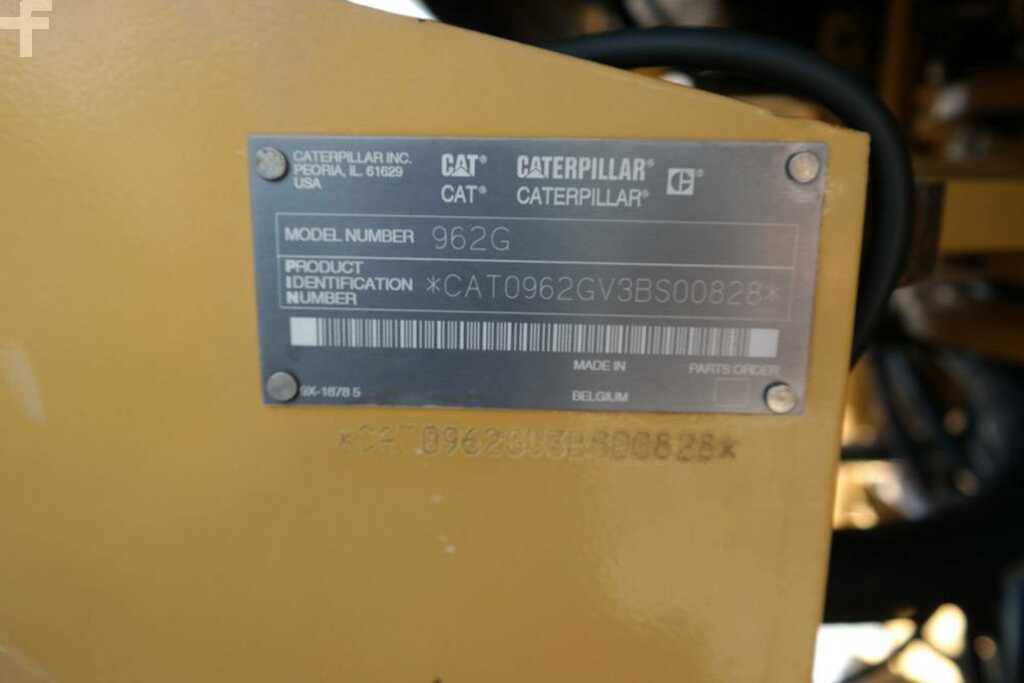 f
CATERPILLAR INC.
PEORIA, IL. 61629
USA
CAT® CATERPILLAR®
CAT® CATERPILLAR®
C®
MODEL NUMBER 962G
PRODUCT
IDENTIFICATION
NUMBER
*CAT0962GV3BS00828*
MADE IN
BELGIUM
PARTS ORDER
9X-1878 5
*CAT0962GV3BS00828*